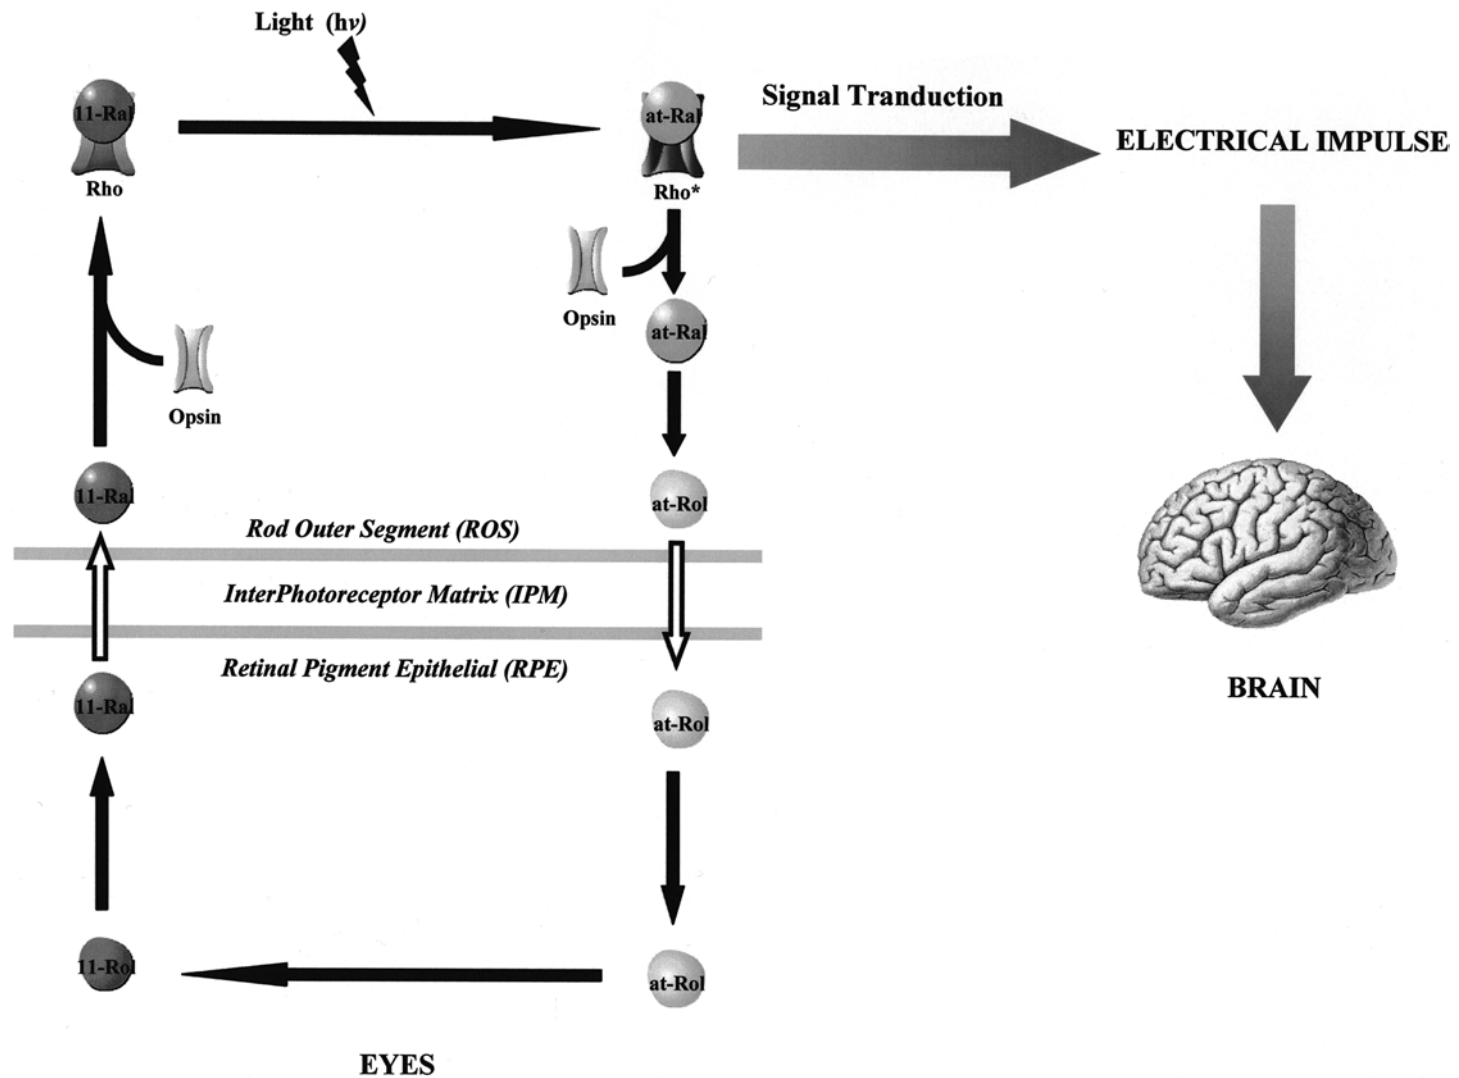 Light (hν)
11-Ral
Rho
at-Ral
Rho*
Signal Tranduction
ELECTRICAL IMPULSE
Opsin
at-Ral
Opsin
11-Ral
at-Rol
Rod Outer Segment (ROS)
InterPhotoreceptor Matrix (IPM)
Retinal Pigment Epithelial (RPE)
11-Ral
at-Rol
BRAIN
11-Rol
at-Rol
EYES